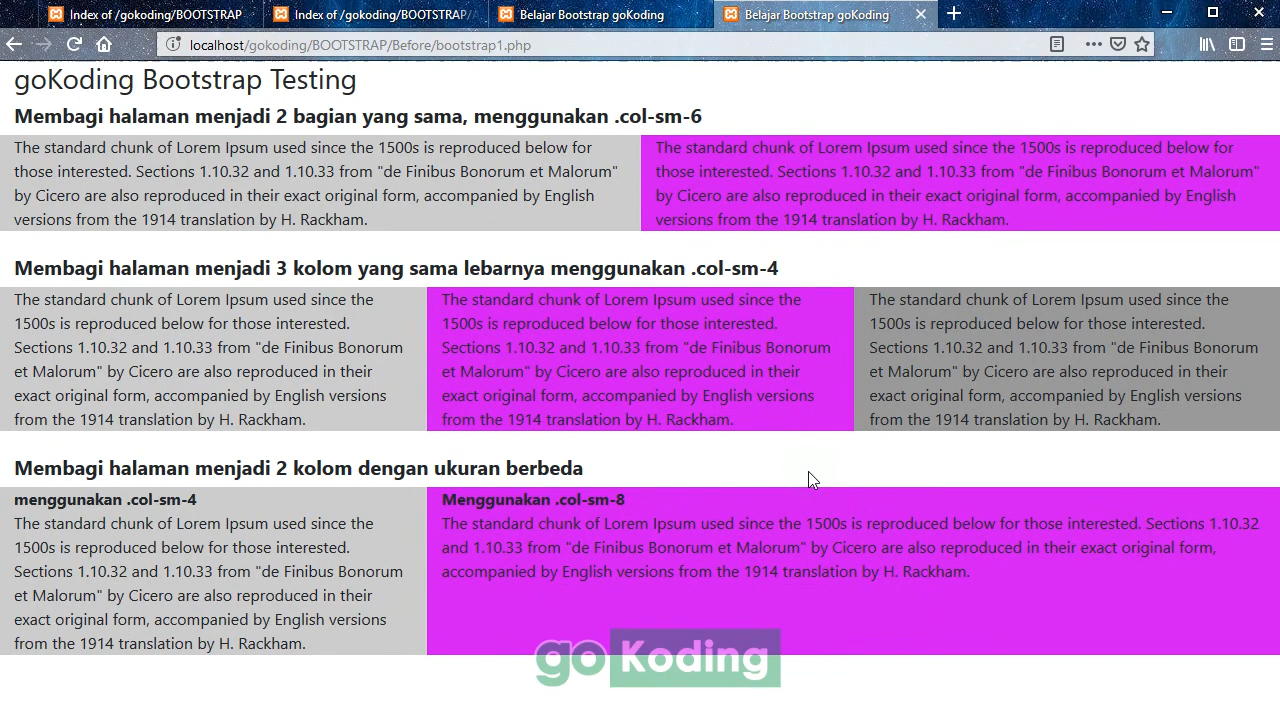 Index of /gokoding/BOOTSTRAP
Index of /gokoding/BOOTSTRAP/
Belajar Bootstrap goKoding
Belajar Bootstrap goKoding
localhost/gokoding/BOOTSTRAP/Before/bootstrap1.php
goKoding Bootstrap Testing
Membagi halaman menjadi 2 bagian yang sama, menggunakan .col-sm-6
The standard chunk of Lorem Ipsum used since the 1500s is reproduced below for
those interested. Sections 1.10.32 and 1.10.33 from "de Finibus Bonorum et Malorum"
by Cicero are also reproduced in their exact original form, accompanied by English
versions from the 1914 translation by H. Rackham.
The standard chunk of Lorem Ipsum used since the 1500s is reproduced below for
those interested. Sections 1.10.32 and 1.10.33 from "de Finibus Bonorum et Malorum"
by Cicero are also reproduced in their exact original form, accompanied by English
versions from the 1914 translation by H. Rackham.
Membagi halaman menjadi 3 kolom yang sama lebarnya menggunakan .col-sm-4
The standard chunk of Lorem Ipsum used since the
1500s is reproduced below for those interested.
Sections 1.10.32 and 1.10.33 from "de Finibus Bonorum
et Malorum" by Cicero are also reproduced in their
exact original form, accompanied by English versions
from the 1914 translation by H. Rackham.
The standard chunk of Lorem Ipsum used since the
1500s is reproduced below for those interested.
Sections 1.10.32 and 1.10.33 from "de Finibus Bonorum
et Malorum" by Cicero are also reproduced in their
exact original form, accompanied by English versions
from the 1914 translation by H. Rackham.
The standard chunk of Lorem Ipsum used since the
1500s is reproduced below for those interested.
Sections 1.10.32 and 1.10.33 from "de Finibus Bonorum
et Malorum" by Cicero are also reproduced in their
exact original form, accompanied by English versions
from the 1914 translation by H. Rackham.
Membagi halaman menjadi 2 kolom dengan ukuran berbeda
menggunakan .col-sm-4
The standard chunk of Lorem Ipsum used since the
1500s is reproduced below for those interested.
Sections 1.10.32 and 1.10.33 from "de Finibus Bonorum
et Malorum" by Cicero are also reproduced in their
exact original form, accompanied by English versions
from the 1914 translation by H. Rackham.
Menggunakan .col-sm-8
The standard chunk of Lorem Ipsum used since the 1500s is reproduced below for those interested. Sections 1.10.32
and 1.10.33 from "de Finibus Bonorum et Malorum" by Cicero are also reproduced in their exact original form,
accompanied by English versions from the 1914 translation by H. Rackham.
go Koding